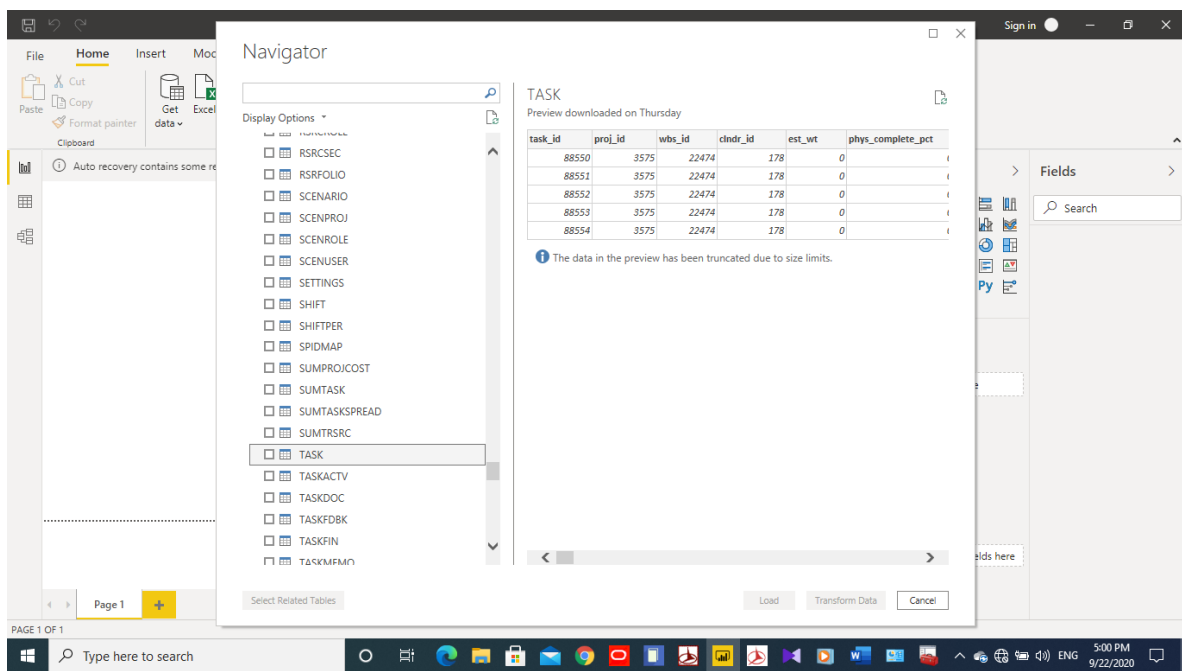 Sign in
File Home Insert Mod
Cut
Copy
Format painter
Paste
Clipboard
Get data
Excel
Auto recovery contains some re
Navigator
Display Options
RSRCROLE
RSRCSEC
RSRFOLIO
SCENARIO
SCENPROJ
SCENROLE
SCENUSER
SETTINGS
SHIFT
SHIFTPER
SPIDMAP
SUMPROJCOST
SUMTASK
SUMTASKSPREAD
SUMTRSRC
TASK
TASKACTV
TASKDOC
TASKFDBK
TASKFIN
TASKMEMO
TASK
Preview downloaded on Thursday
task_id proj_id wbs_id clndr_id est_wt phys_complete_pct
88550 3575 22474 178 0
88551 3575 22474 178 0
88552 3575 22474 178 0
88553 3575 22474 178 0
88554 3575 22474 178 0
The data in the preview has been truncated due to size limits.
Select Related Tables
Load Transform Data Cancel
Fields
Search
Py
elds here
Page 1
PAGE 1 OF 1
Type here to search
ENG
5:00 PM
9/22/2020